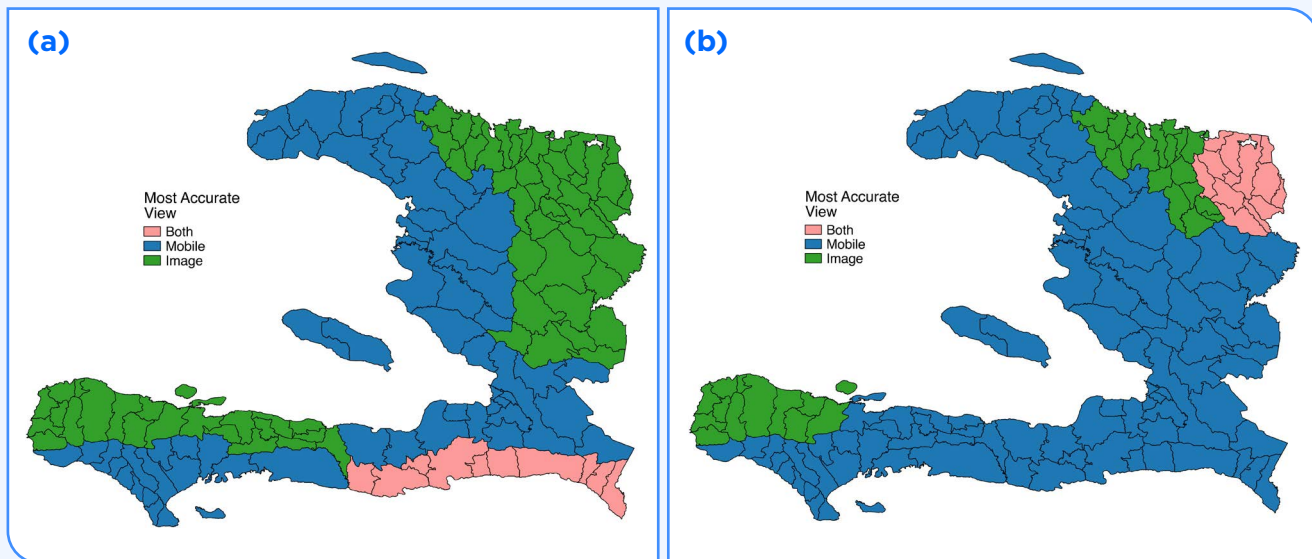 (a)
Most Accurate
View
Both
Mobile
Image
(b)
Most Accurate
View
Both
Mobile
Image